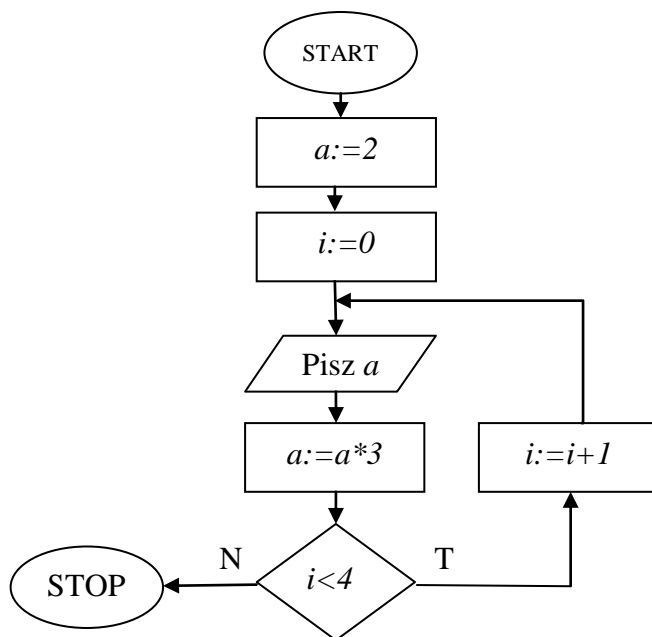 START
a:=2
i:=0
Pisz a
a:=a*3
i:=i+1
N
T
STOP
i<4